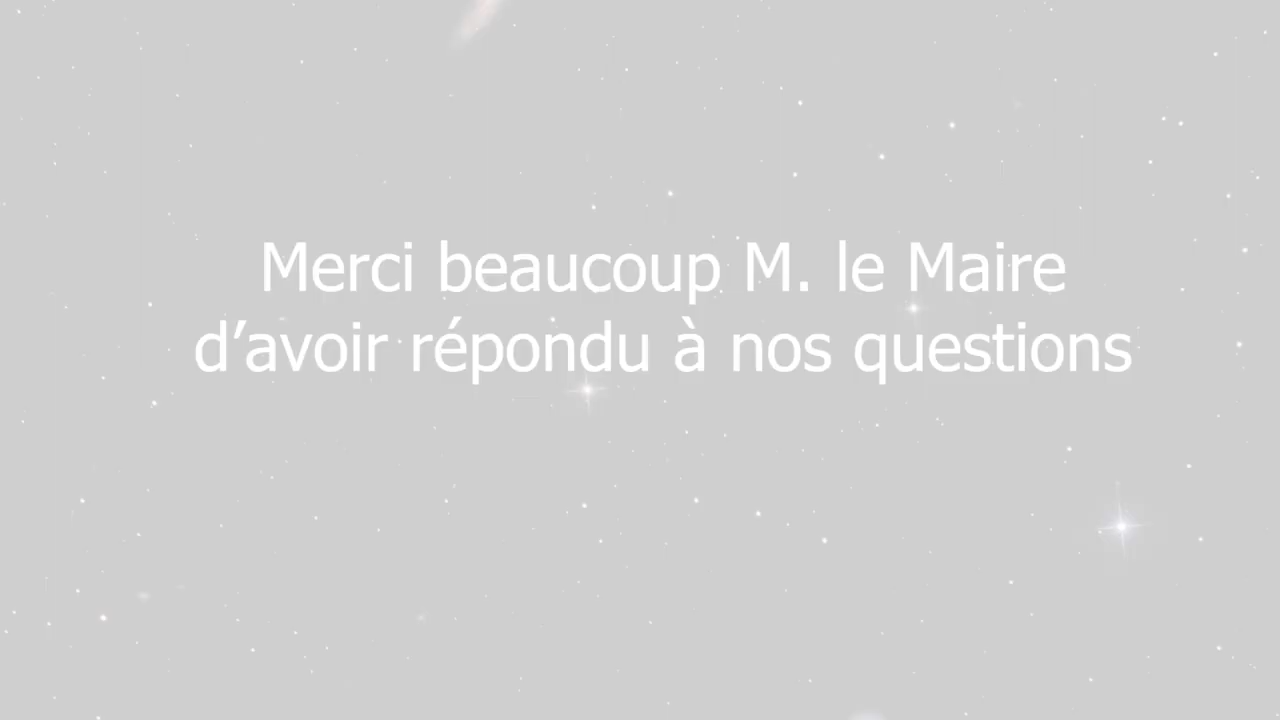 Merci beaucoup M. le Maire
d’avoir répondu à nos questions